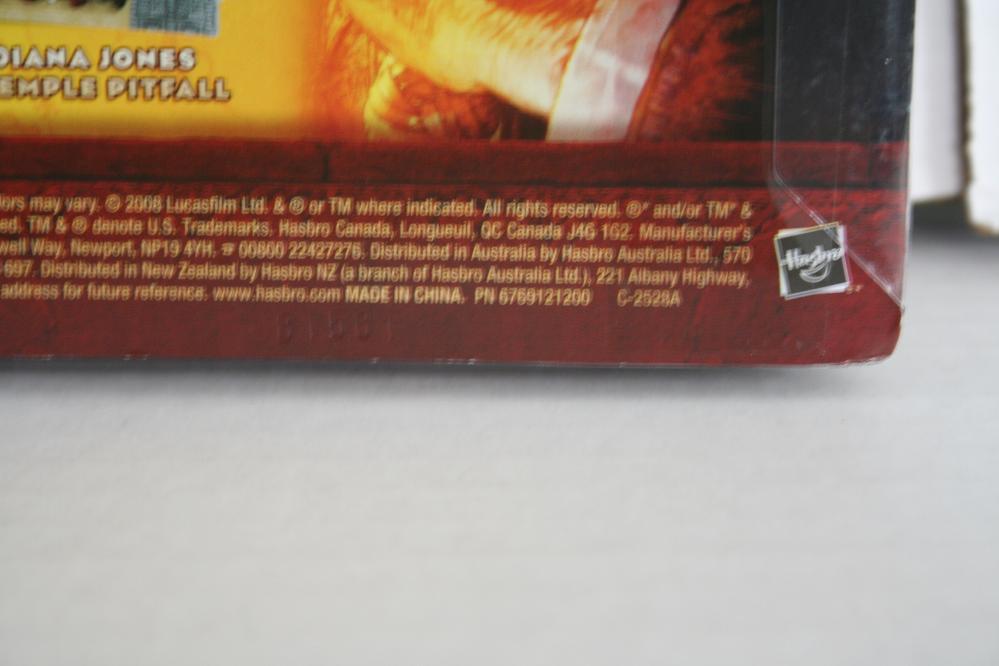 DIANA JONES
EMPLE PITFALL
ors may vary. © 2008 Lucasfilm Ltd. & ® or TM where indicated. All rights reserved. ®* and/or TM* &
d. TM & ® denote U.S. Trademarks. Hasbro Canada, Longueuil, QC Canada J4G 1G2. Manufacturer's
well Way, Newport, NP19 4YH. ☎ 00800 22427276. Distributed in Australia by Hasbro Australia Ltd., 570
697. Distributed in New Zealand by Hasbro NZ (a branch of Hasbro Australia Ltd.), 221 Albany Highway,
address for future reference. www.hasbro.com MADE IN CHINA. PN 6769121200 C-2528A
Hasbro